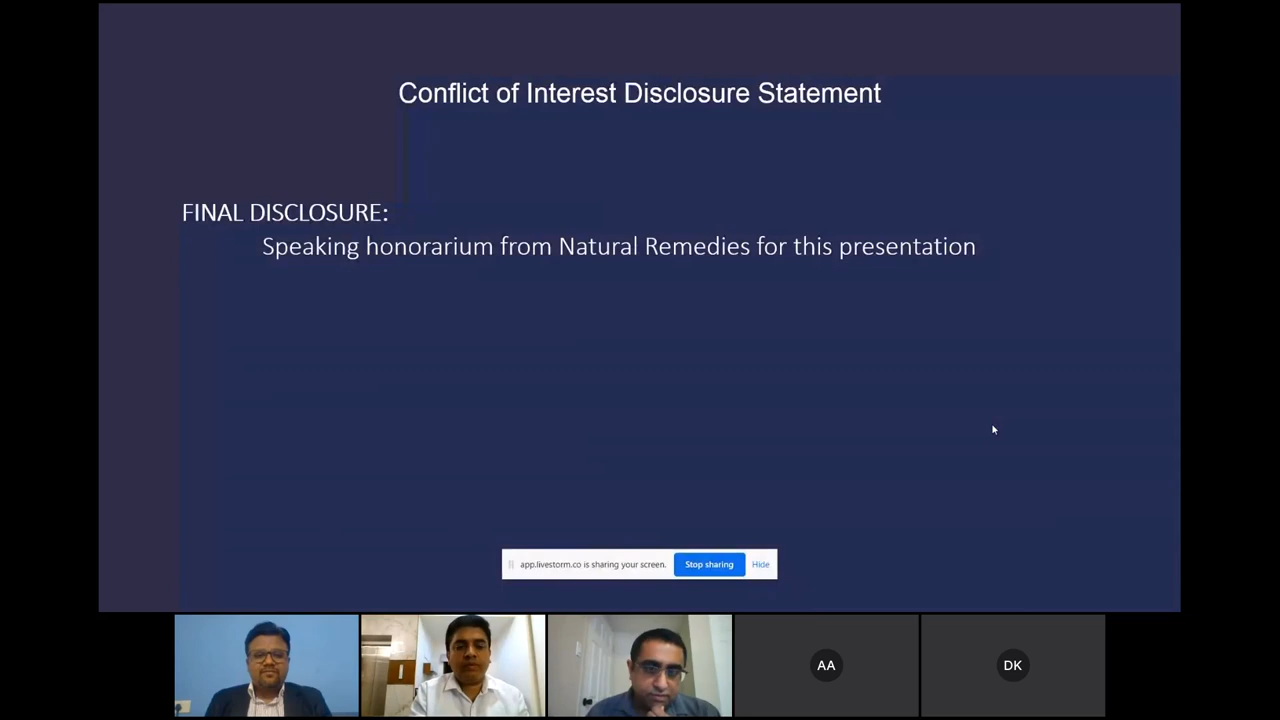 Conflict of Interest Disclosure Statement
FINAL DISCLOSURE:
Speaking honorarium from Natural Remedies for this presentation
app.livestorm.co is sharing your screen. Stop sharing Hide
AA DK